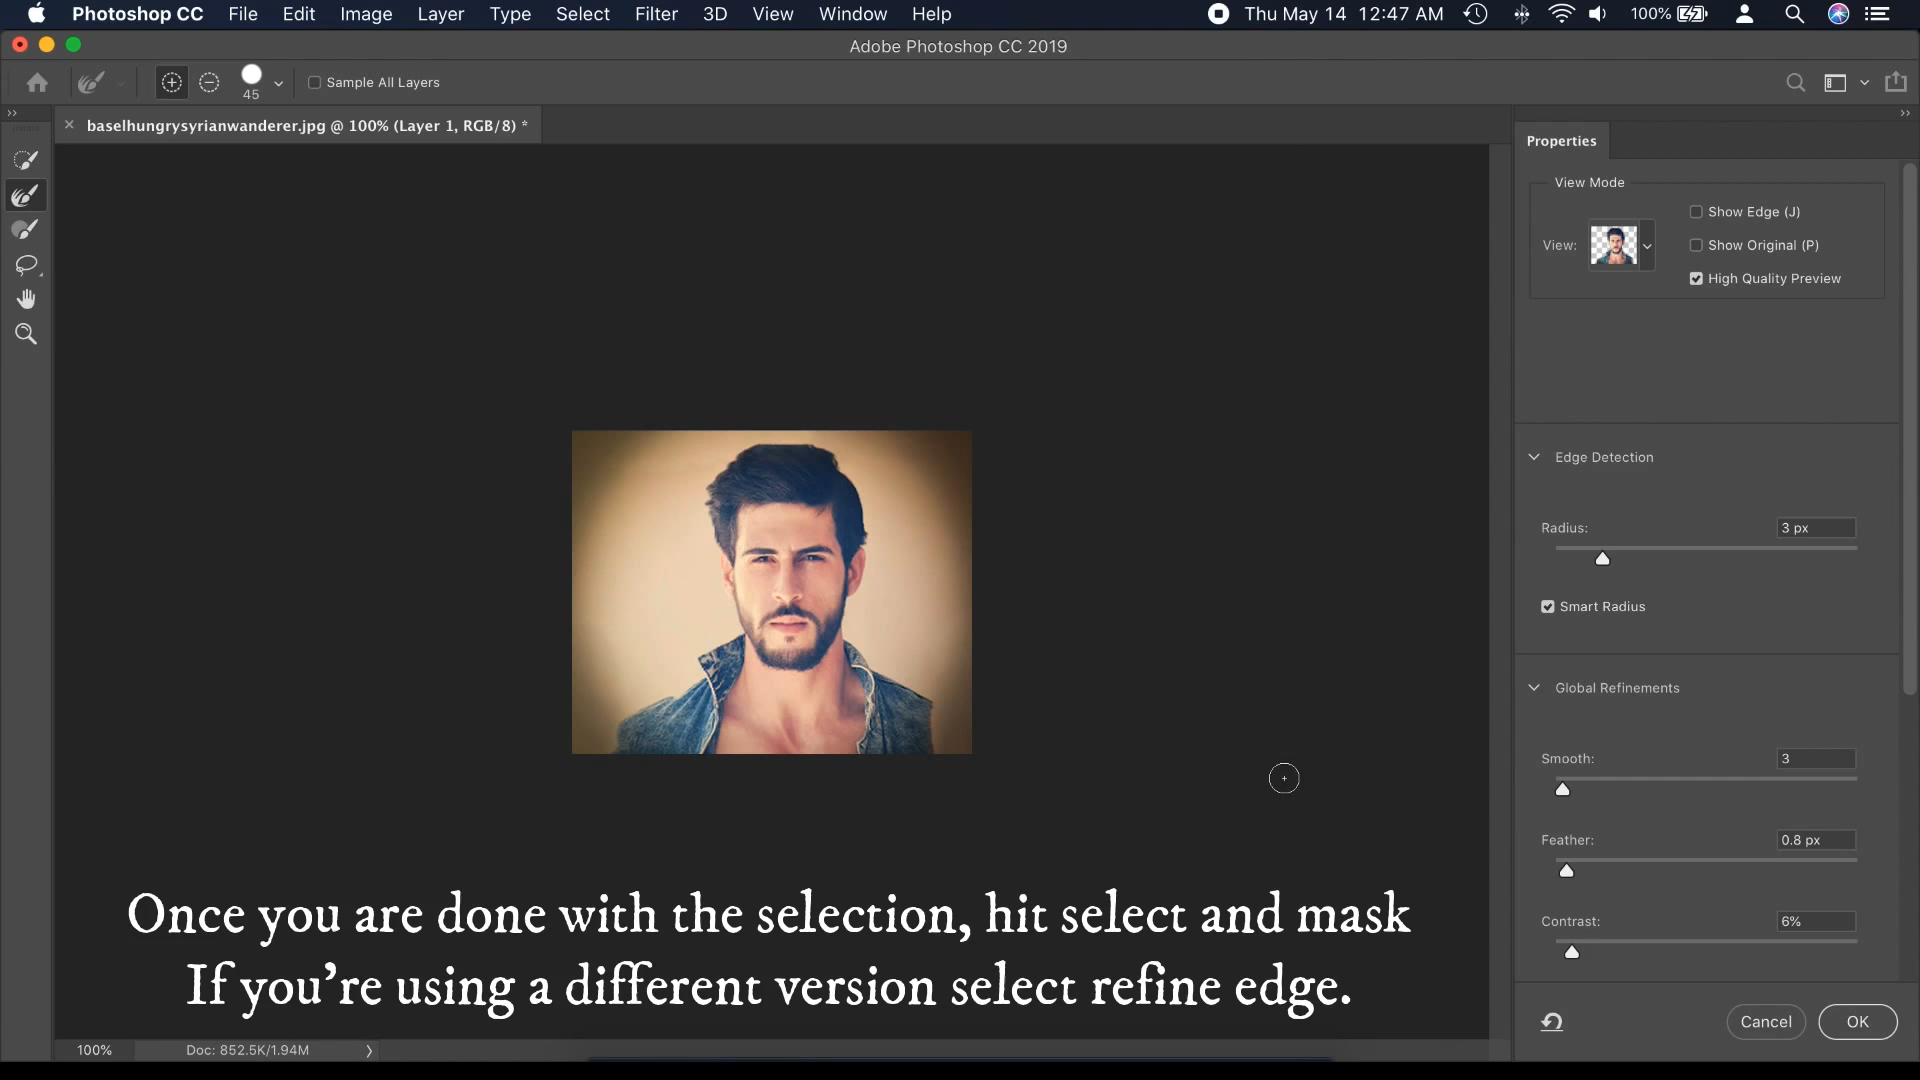 Photoshop CC File Edit Image Layer Type Select Filter 3D View Window Help Thu May 14 12:47 AM 100%
Adobe Photoshop CC 2019
45 Sample All Layers
baselhungrysyrianwanderer.jpg @ 100% (Layer 1, RGB/8) *
Properties
View Mode
View:
Show Edge (J)
Show Original (P)
High Quality Preview
Edge Detection
Radius: 3 px
Smart Radius
Global Refinements
Smooth: 3
Feather: 0.8 px
Contrast: 6%
Once you are done with the selection, hit select and mask
If you're using a different version select refine edge.
Cancel OK
100% Doc: 852.5K/1.94M